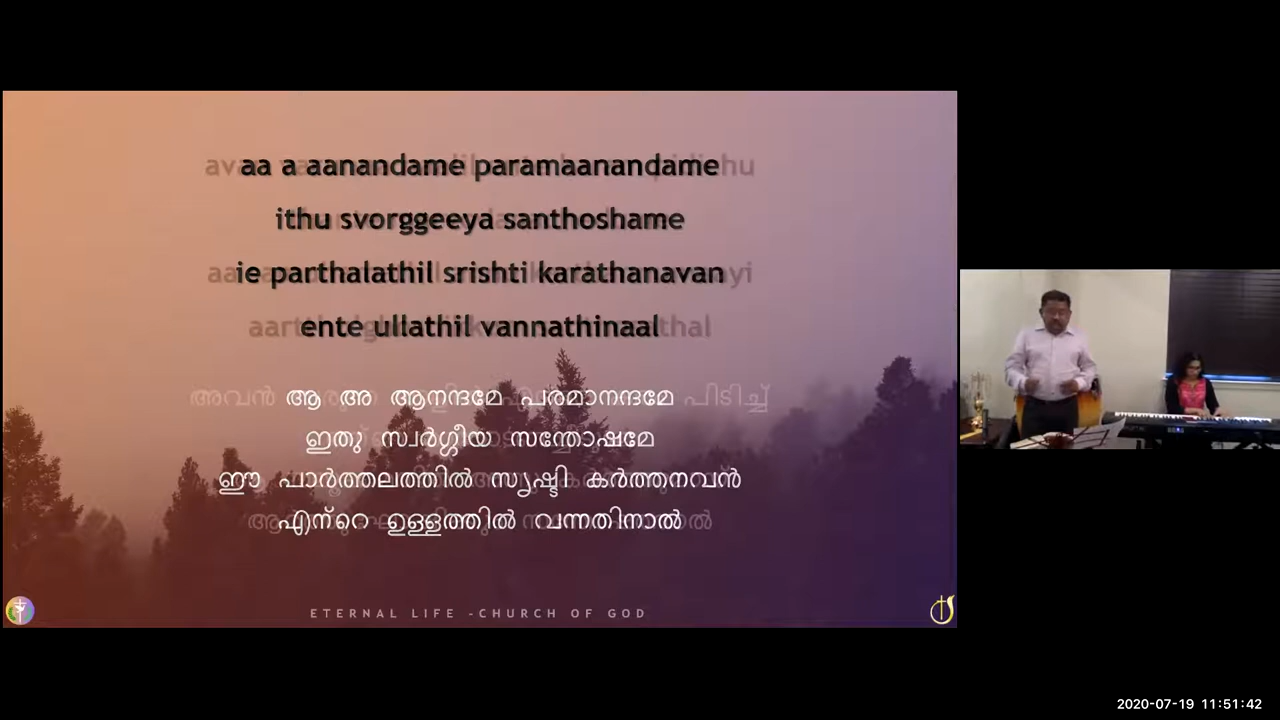 aa a aanandame paramaanandame
ithu svorggeeya santhoshame
ie parthalathil srishti karathanavan
ente ullathil vannathinaal
ആ അ ആനന്ദമേ പരമാനന്ദമേ
ഇതു സ്വർഗ്ഗീയ സന്തോഷമേ
ഈ പാർത്തലത്തിൽ സൃഷ്ടി കർത്തനവൻ
എന്റെ ഉള്ളത്തിൽ വന്നതിനാൽ
ETERNAL LIFE -CHURCH OF GOD
2020-07-19 11:51:42